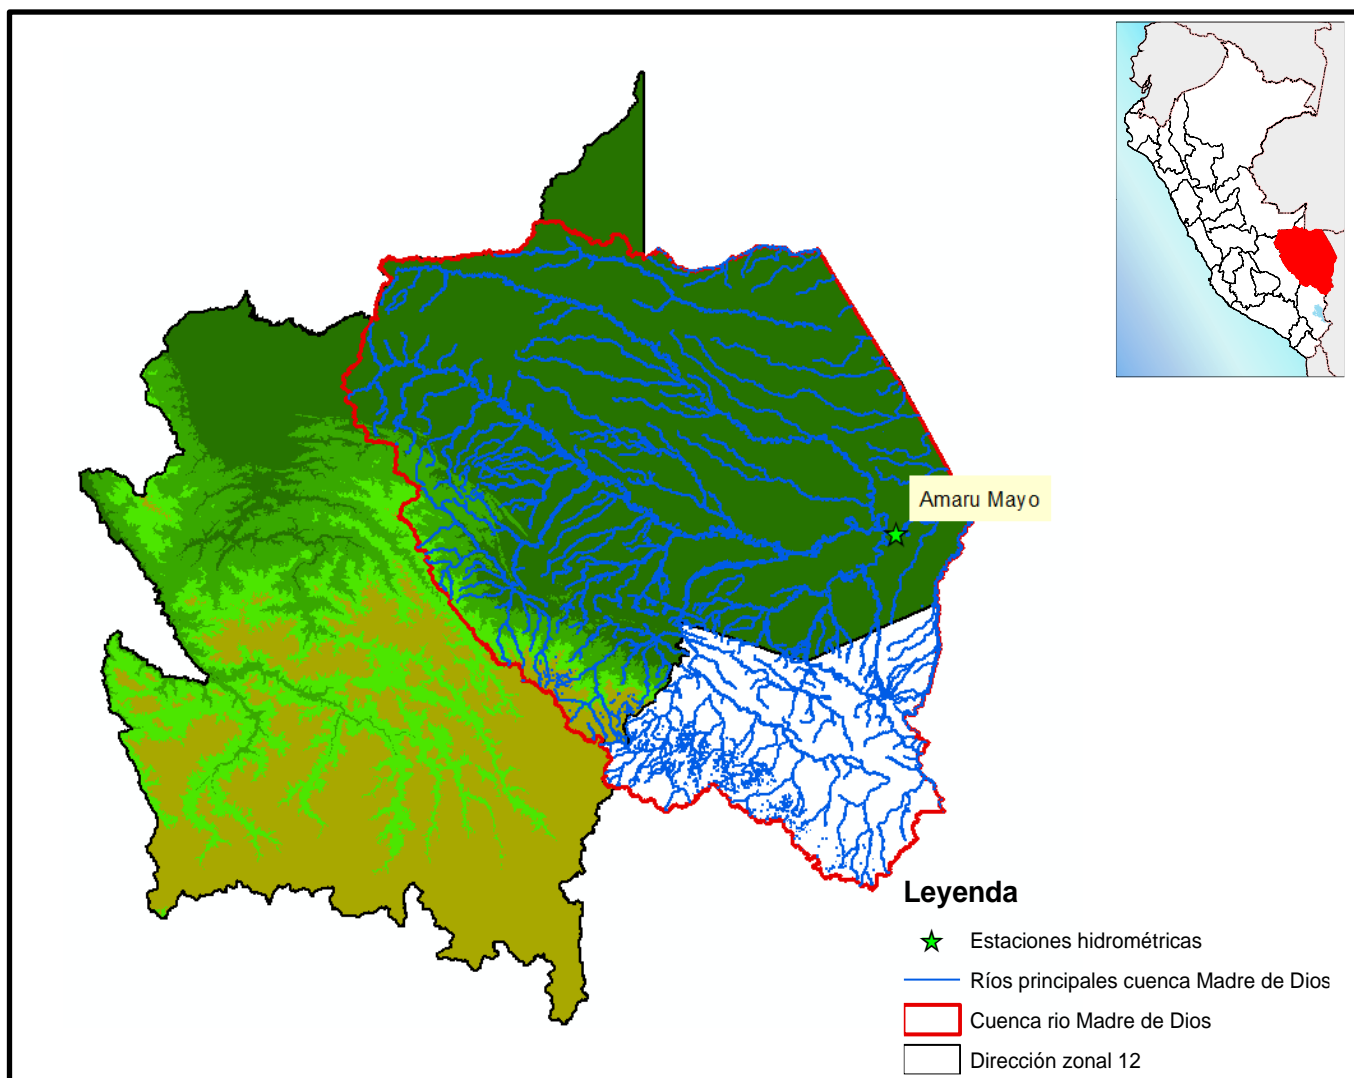 Amaru Mayo
Leyenda
Estaciones hidrométricas
Ríos principales cuenca Madre de Dios
Cuenca rio Madre de Dios
Dirección zonal 12